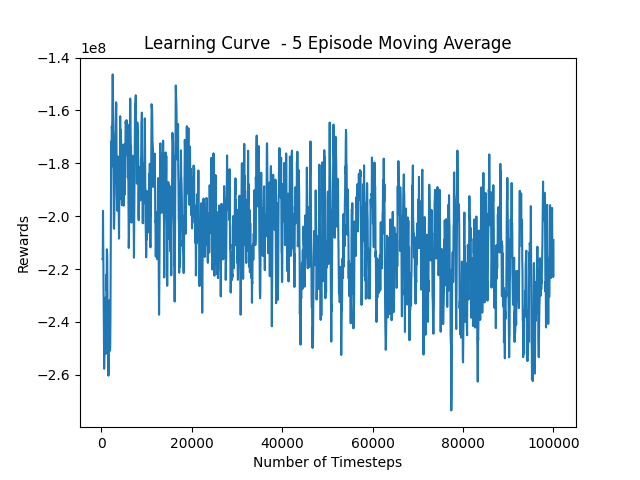 Learning Curve  - 5 Episode Moving Average
1e8
−1.4
−1.6
−1.8
−2.0
−2.2
−2.4
−2.6
Rewards
0 20000 40000 60000 80000 100000
Number of Timesteps